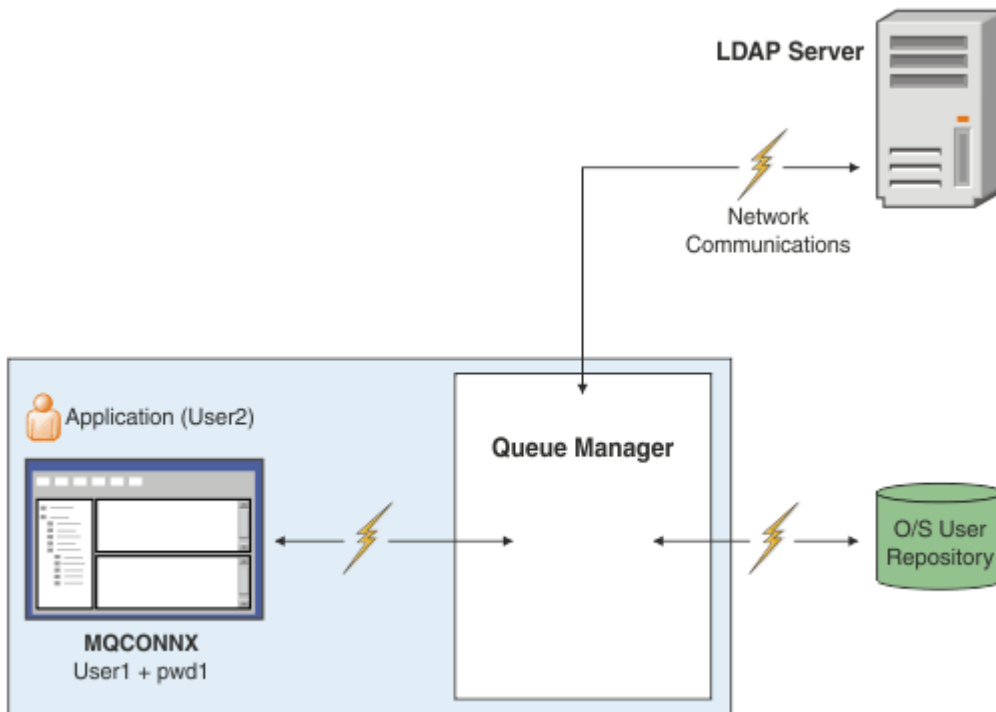 LDAP Server
Network
Communications
Application (User2)
Queue Manager
O/S User
Repository
MQCONNX
User1 + pwd1